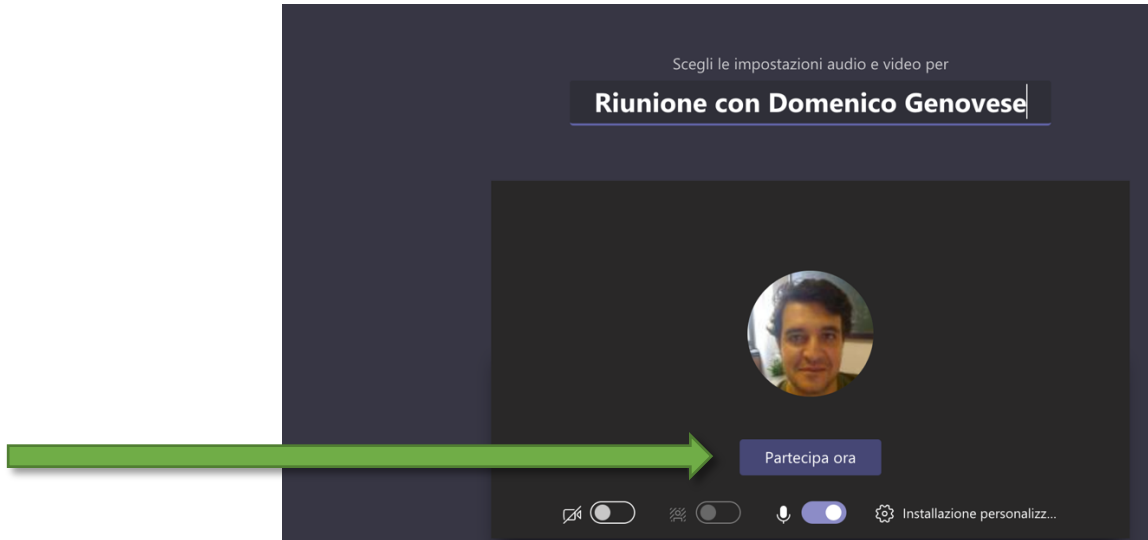 Scegli le impostazioni audio e video per
Riunione con Domenico Genovese
Partecipa ora
Installazione personalizz...